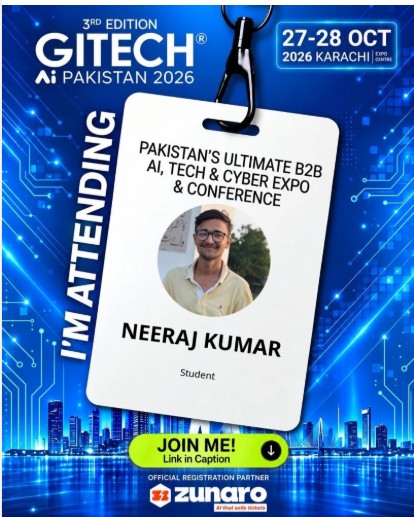 3RD EDITION
GITECH®
Ai PAKISTAN 2026
27-28 OCT
2026 KARACHI EXPO CENTRE
I'M ATTENDING
PAKISTAN'S ULTIMATE B2B
AI, TECH & CYBER EXPO
& CONFERENCE
NEERAJ KUMAR
Student
JOIN ME!
Link in Caption
OFFICIAL REGISTRATION PARTNER
zunaro
AI that sells tickets